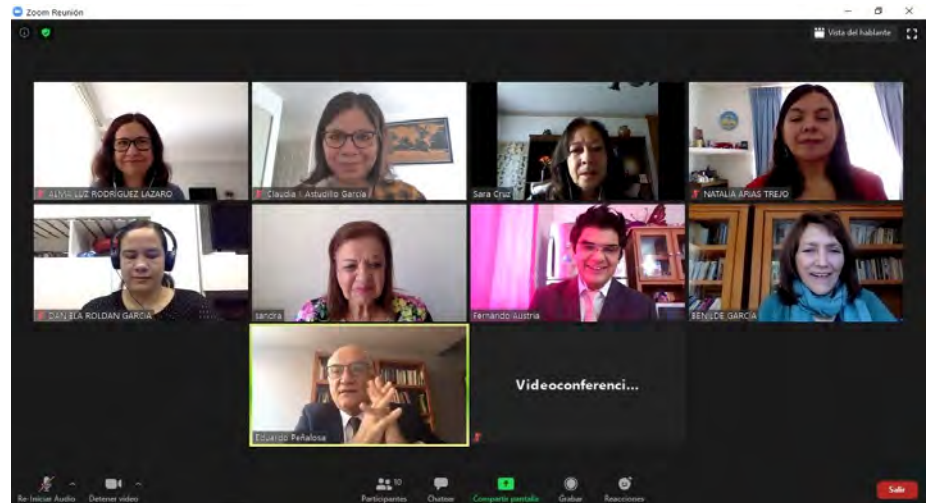 Zoom Reunión
Vista del hablante
ALMA LUZ RODRÍGUEZ LAZARO
Claudia I. Astudillo García
Sara Cruz
NATALIA ARIAS TREJO
DANIELA ROLDAN GARCIA
sandra
Fernando Austria
BENILDE GARCIA
Eduardo Peñalosa
Videoconferenci...
Re-Iniciar Audio
Detener video
Participantes
10
Chatear
Compartir pantalla
Grabar
Reacciones
Salir